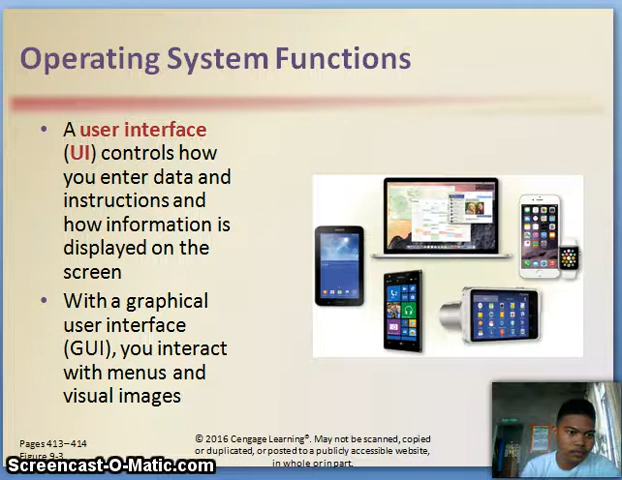 Operating System Functions
• A user interface
(UI) controls how
you enter data and
instructions and
how information is
displayed on the
screen
• With a graphical
user interface
(GUI), you interact
with menus and
visual images
Pages 413–414
Figure 9-3
© 2016 Cengage Learning®. May not be scanned, copied
or duplicated, or posted to a publicly accessible website,
in whole or in part.
Screencast-O-Matic.com